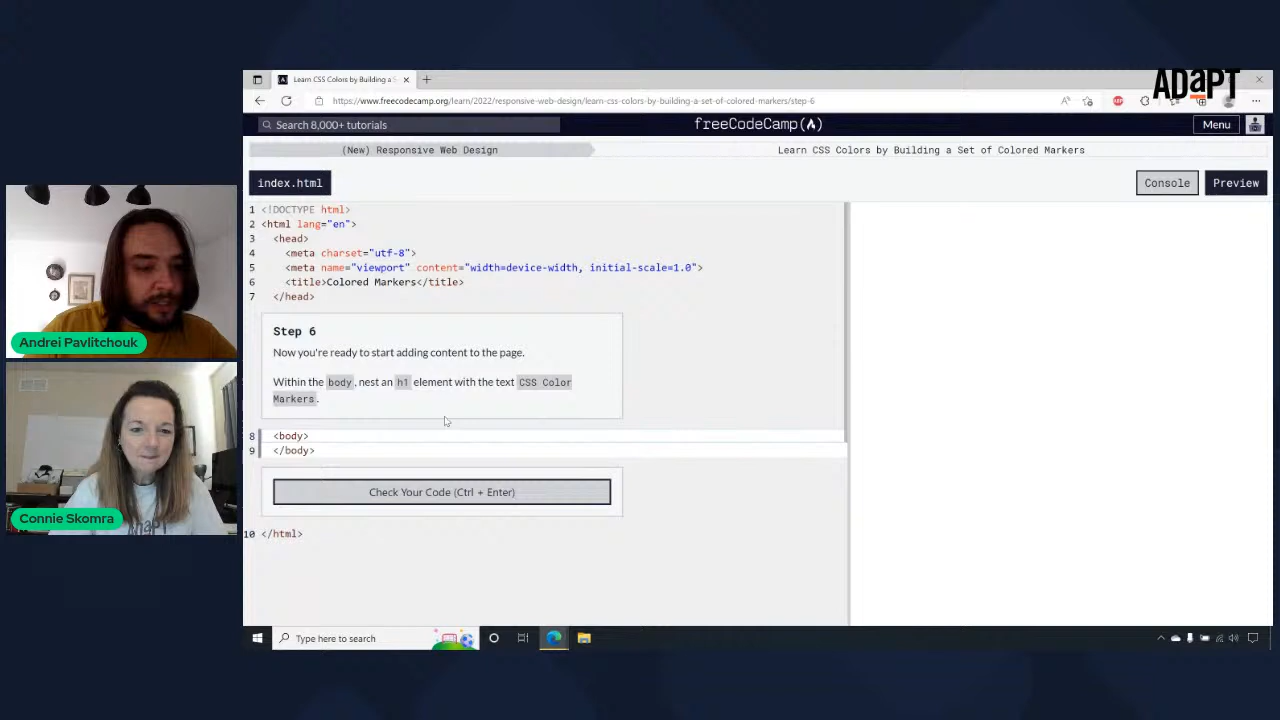 ADaPT
Learn CSS Colors by Building a S
https://www.freecodecamp.org/learn/2022/responsive-web-design/learn-css-colors-by-building-a-set-of-colored-markers/step-6
Search 8,000+ tutorials
freeCodeCamp(🔥)
Menu
(New) Responsive Web Design
Learn CSS Colors by Building a Set of Colored Markers
index.html
Console
Preview
1 <!DOCTYPE html>
2 <html lang="en">
3 <head>
4 <meta charset="utf-8">
5 <meta name="viewport" content="width=device-width, initial-scale=1.0">
6 <title>Colored Markers</title>
7 </head>
Step 6
Now you're ready to start adding content to the page.
Within the body, nest an h1 element with the text CSS Color
Markers.
8 <body>
9 </body>
Check Your Code (Ctrl + Enter)
10 </html>
Type here to search
Andrei Pavlitchouk
Connie Skomra